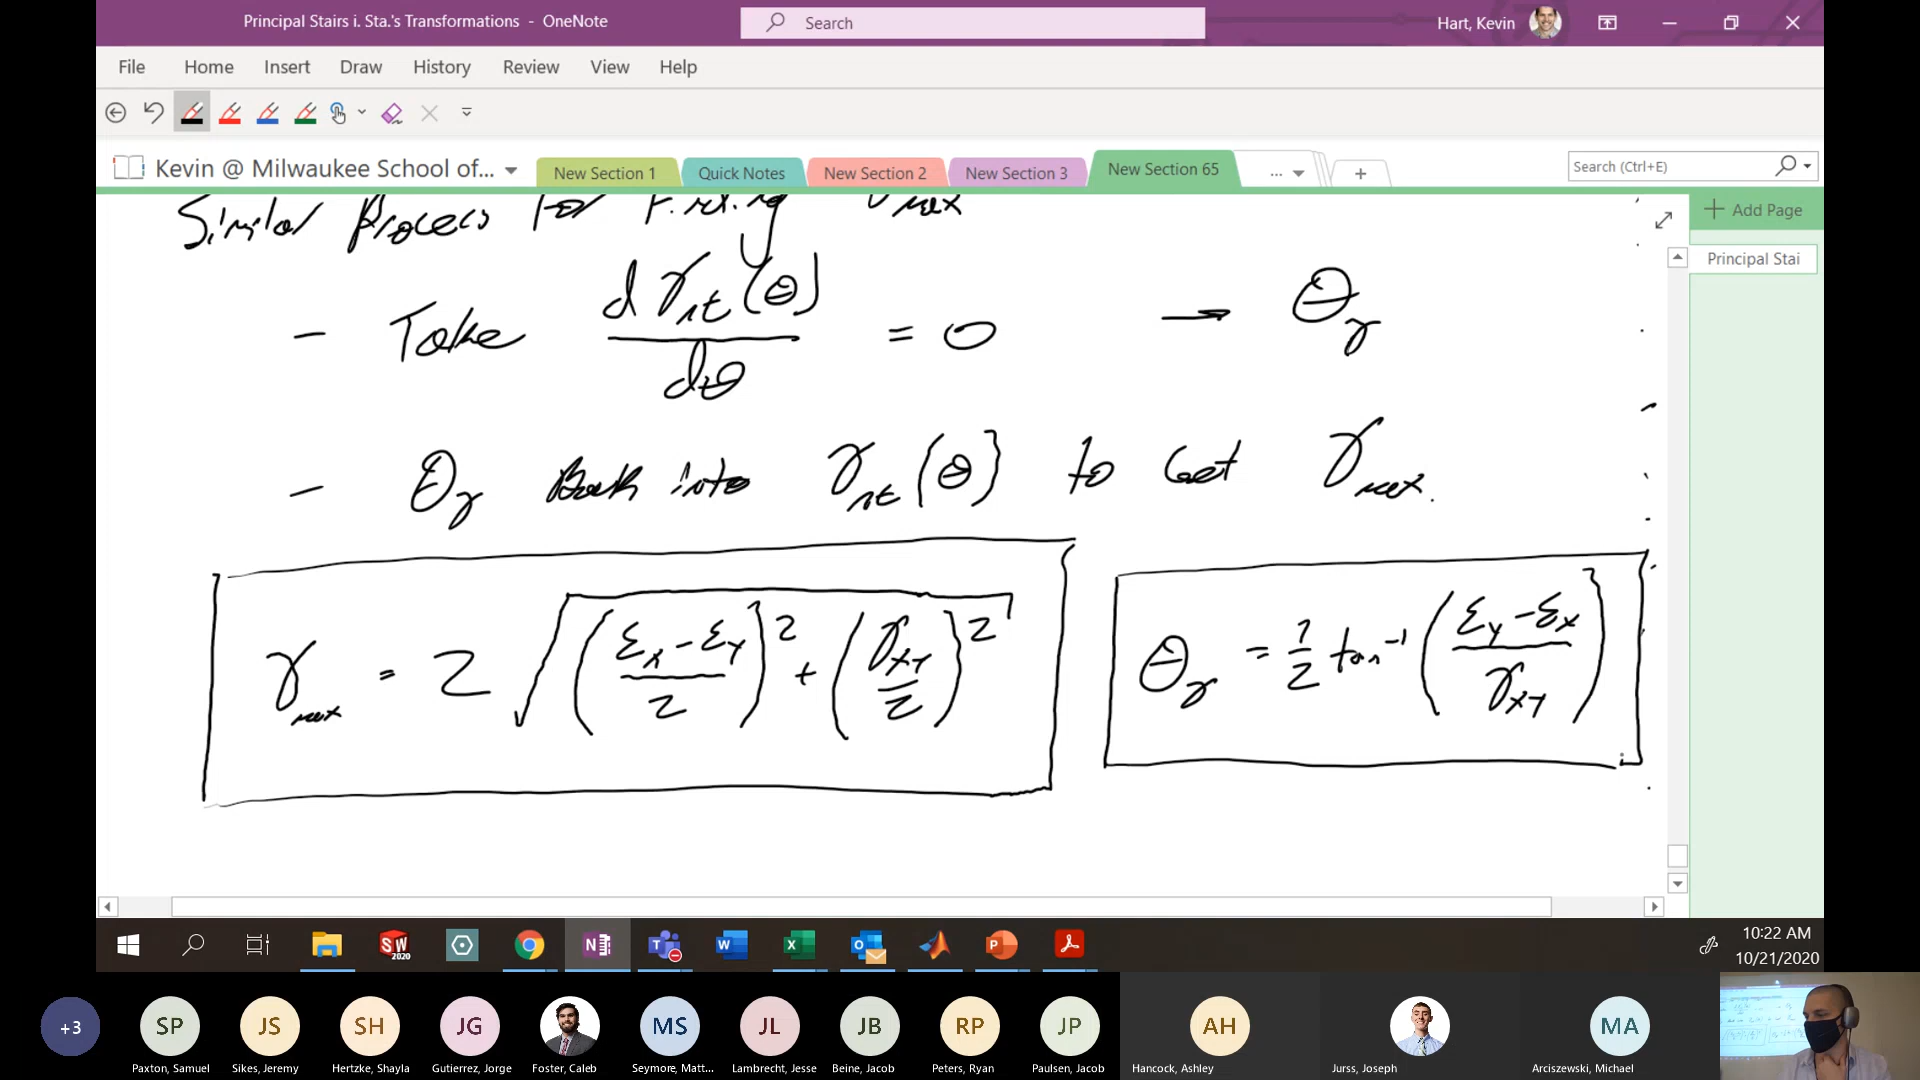 Principal Stairs i. Sta.'s Transformations - OneNote
Search
Hart, Kevin
File Home Insert Draw History Review View Help
Kevin @ Milwaukee School of...
New Section 1
Quick Notes
New Section 2
New Section 3
New Section 65
...
Search (Ctrl+E)
Add Page
Principal Stai
Similar Process for Finding γmax
- Take dγnt(θ)/dθ = 0 → θγ
- θγ Back into γnt(θ) to Get γmax.
γmax = 2√((εx-εy)/2)² + (γxy/2)²
θγ = 1/2 tan⁻¹((εy-εx)/γxy)
10:22 AM
10/21/2020
+3
SP
JS
SH
JG
MS
JL
JB
RP
JP
AH
MA
Paxton, Samuel
Sikes, Jeremy
Hertzke, Shayla
Gutierrez, Jorge
Foster, Caleb
Seymore, Matt...
Lambrecht, Jesse
Beine, Jacob
Peters, Ryan
Paulsen, Jacob
Hancock, Ashley
Jurss, Joseph
Arciszewski, Michael